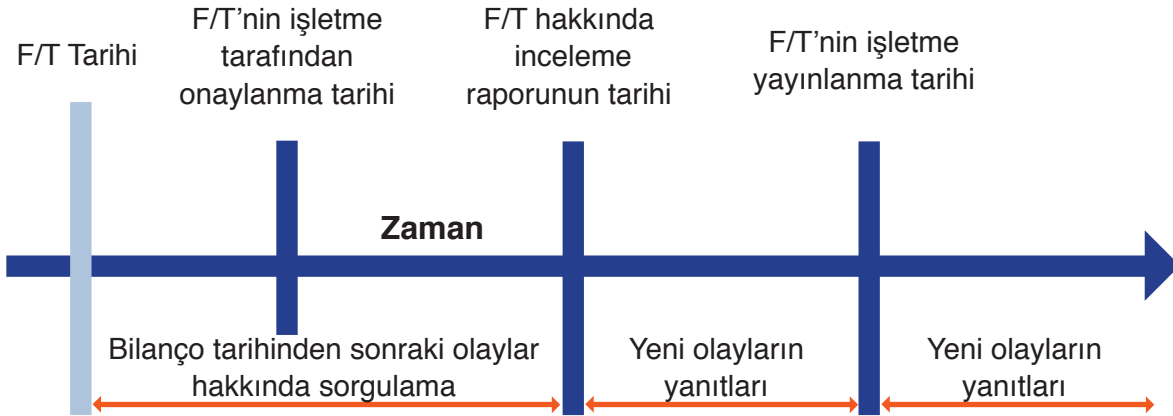 F/T Tarihi
F/T’nin işletme
tarafından
onaylanma tarihi
F/T hakkında
inceleme
raporunun tarihi
F/T’nin işletme
yayınlanma tarihi
Zaman
Bilanço tarihinden sonraki olaylar
hakkında sorgulama
Yeni olayların
yanıtları
Yeni olayların
yanıtları